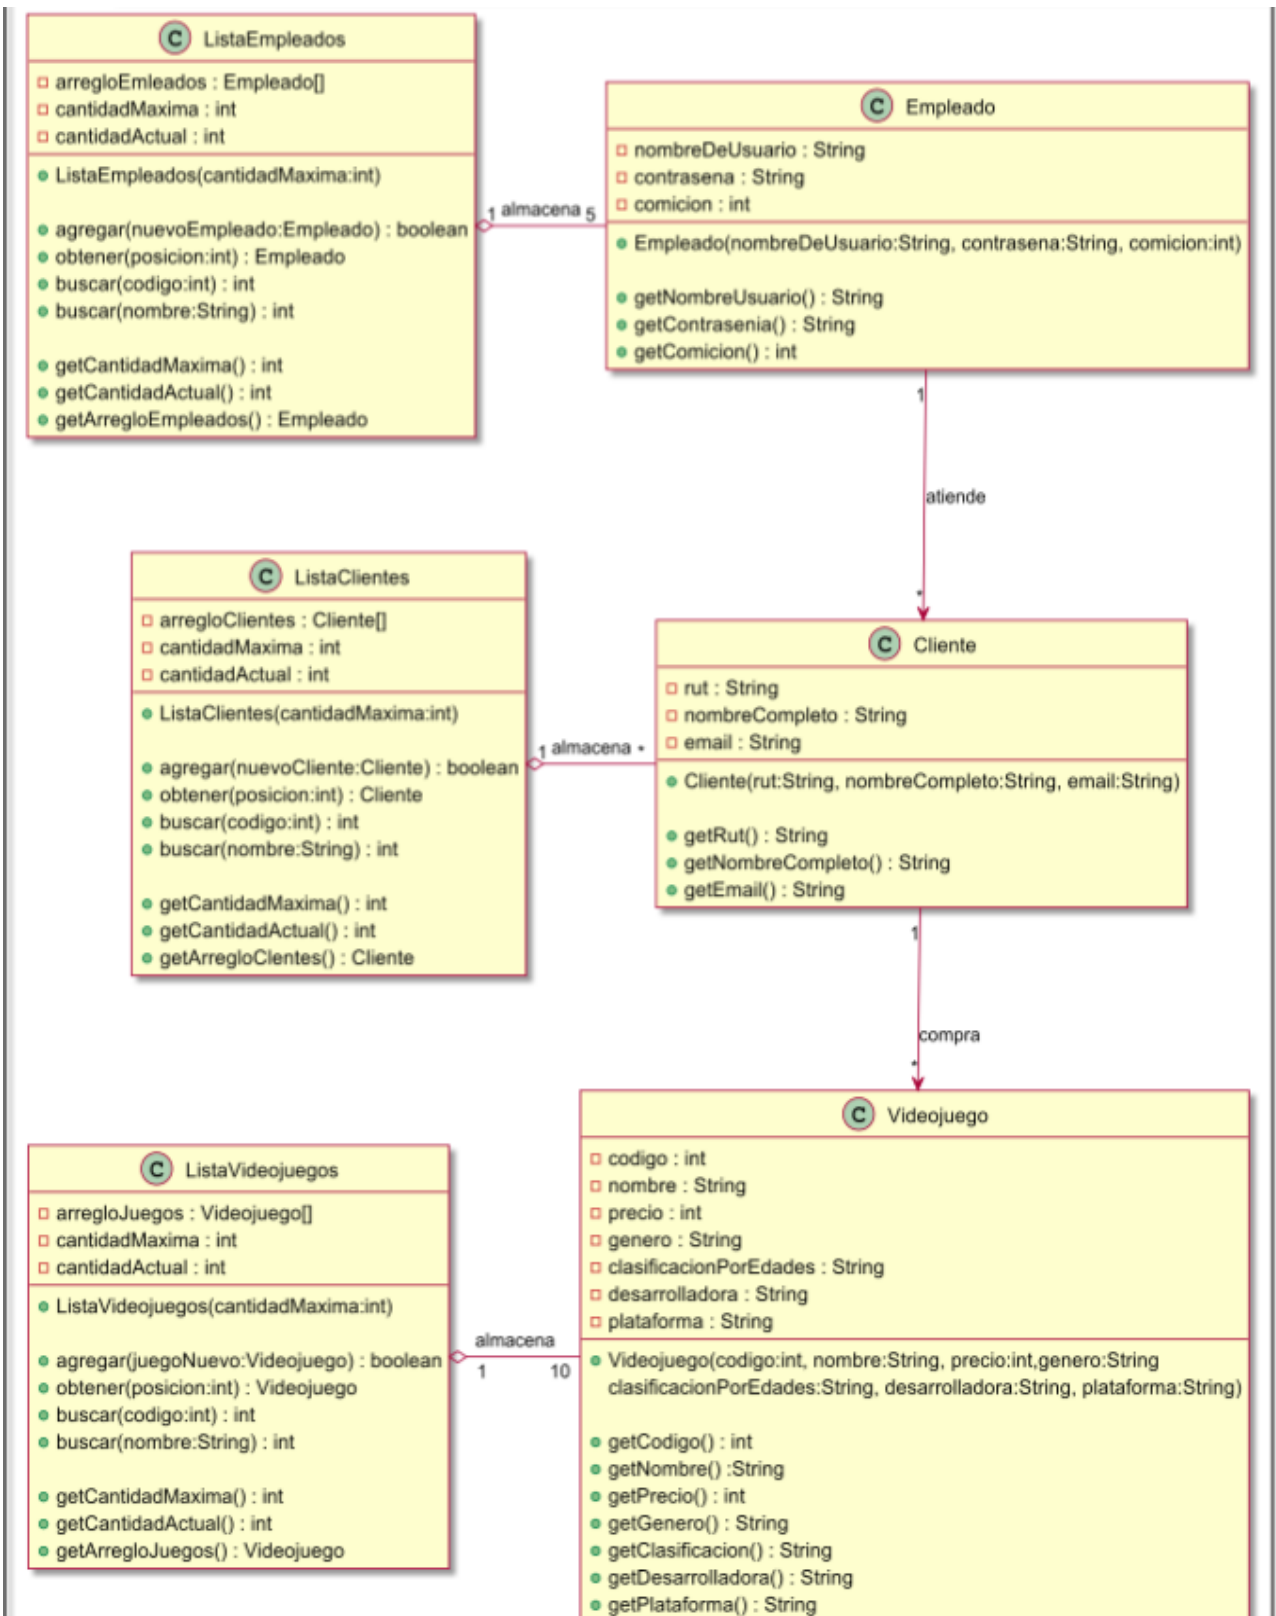 C ListaEmpleados
arregloEmleados : Empleado[]
cantidadMaxima : int
cantidadActual : int
ListaEmpleados(cantidadMaxima:int)
agregar(nuevoEmpleado:Empleado) : boolean
obtener(posicion:int) : Empleado
buscar(codigo:int) : int
buscar(nombre:String) : int
getCantidadMaxima() : int
getCantidadActual() : int
getArregloEmpleados() : Empleado
1 almacena 5
C Empleado
nombreDeUsuario : String
contrasena : String
comicion : int
Empleado(nombreDeUsuario:String, contrasena:String, comicion:int)
getNombreUsuario() : String
getContrasenia() : String
getComicion() : int
1
atiende
*
C ListaClientes
arregloClientes : Cliente[]
cantidadMaxima : int
cantidadActual : int
ListaClientes(cantidadMaxima:int)
agregar(nuevoCliente:Cliente) : boolean
obtener(posicion:int) : Cliente
buscar(codigo:int) : int
buscar(nombre:String) : int
getCantidadMaxima() : int
getCantidadActual() : int
getArregloClentes() : Cliente
1 almacena *
C Cliente
rut : String
nombreCompleto : String
email : String
Cliente(rut:String, nombreCompleto:String, email:String)
getRut() : String
getNombreCompleto() : String
getEmail() : String
1
compra
*
C ListaVideojuegos
arregloJuegos : Videojuego[]
cantidadMaxima : int
cantidadActual : int
ListaVideojuegos(cantidadMaxima:int)
agregar(juegoNuevo:Videojuego) : boolean
obtener(posicion:int) : Videojuego
buscar(codigo:int) : int
buscar(nombre:String) : int
getCantidadMaxima() : int
getCantidadActual() : int
getArregloJuegos() : Videojuego
almacena
1 10
C Videojuego
codigo : int
nombre : String
precio : int
genero : String
clasificacionPorEdades : String
desarrolladora : String
plataforma : String
Videojuego(codigo:int, nombre:String, precio:int,genero:String
clasificacionPorEdades:String, desarrolladora:String, plataforma:String)
getCodigo() : int
getNombre() :String
getPrecio() : int
getGenero() : String
getClasificacion() : String
getDesarrolladora() : String
getPlataforma() : String